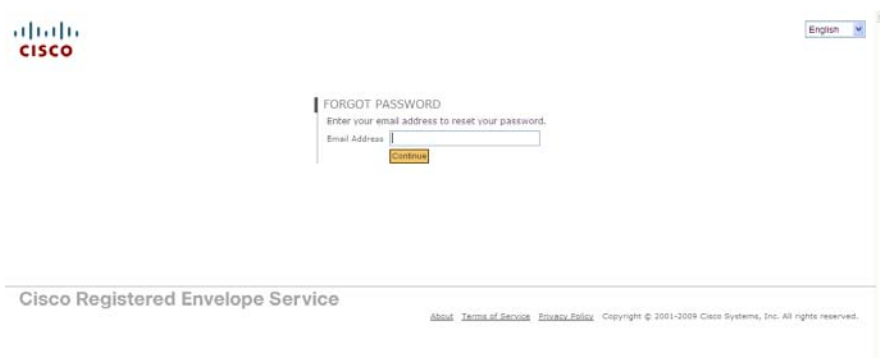 CISCO
English
FORGOT PASSWORD
Enter your email address to reset your password.
Email Address
Continue
Cisco Registered Envelope Service
About Terms of Service Privacy Policy Copyright © 2001-2009 Cisco Systems, Inc. All rights reserved.